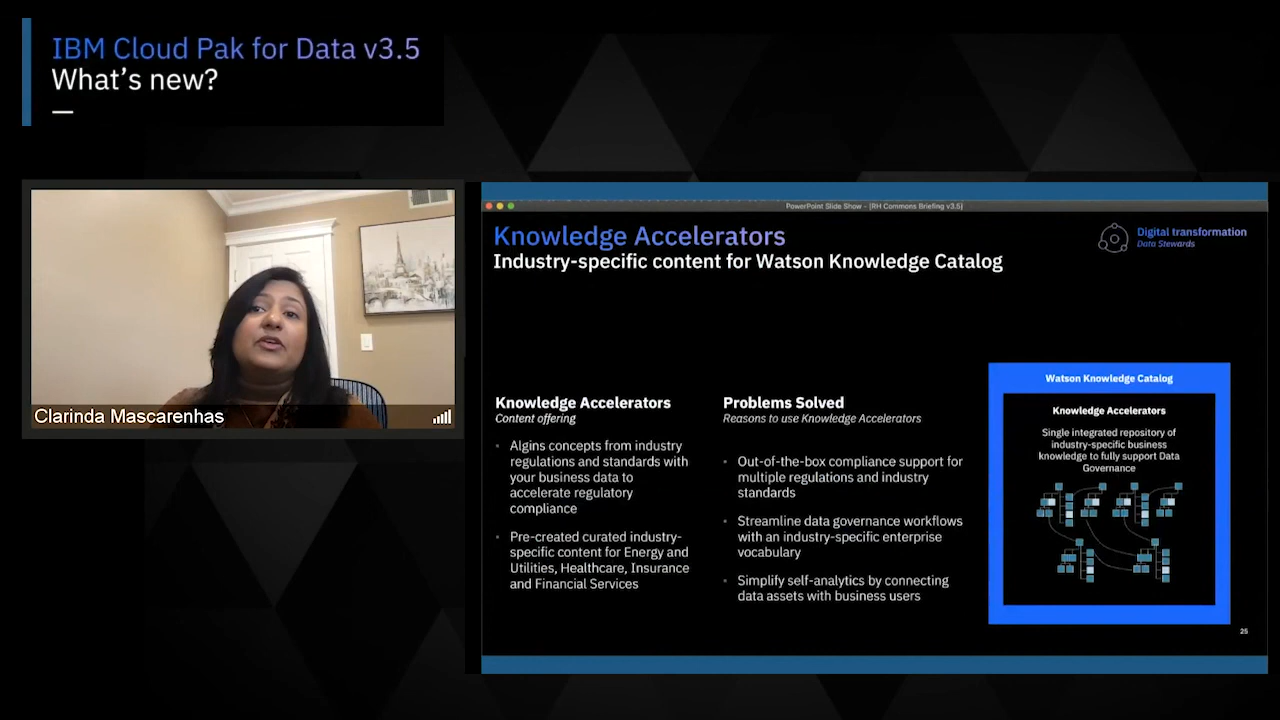 IBM Cloud Pak for Data v3.5
What's new?
Clarinda Mascarenhas
PowerPoint Slide Show - [RH Commons Briefing v3.5]
Knowledge Accelerators
Industry-specific content for Watson Knowledge Catalog
Digital transformation
Data Stewards
Knowledge Accelerators
Content offering
• Algins concepts from industry
regulations and standards with
your business data to
accelerate regulatory
compliance
• Pre-created curated industry-
specific content for Energy and
Utilities, Healthcare, Insurance
and Financial Services
Problems Solved
Reasons to use Knowledge Accelerators
• Out-of-the-box compliance support for
multiple regulations and industry
standards
• Streamline data governance workflows
with an industry-specific enterprise
vocabulary
• Simplify self-analytics by connecting
data assets with business users
Watson Knowledge Catalog
Knowledge Accelerators
Single integrated repository of
industry-specific business
knowledge to fully support Data
Governance
25